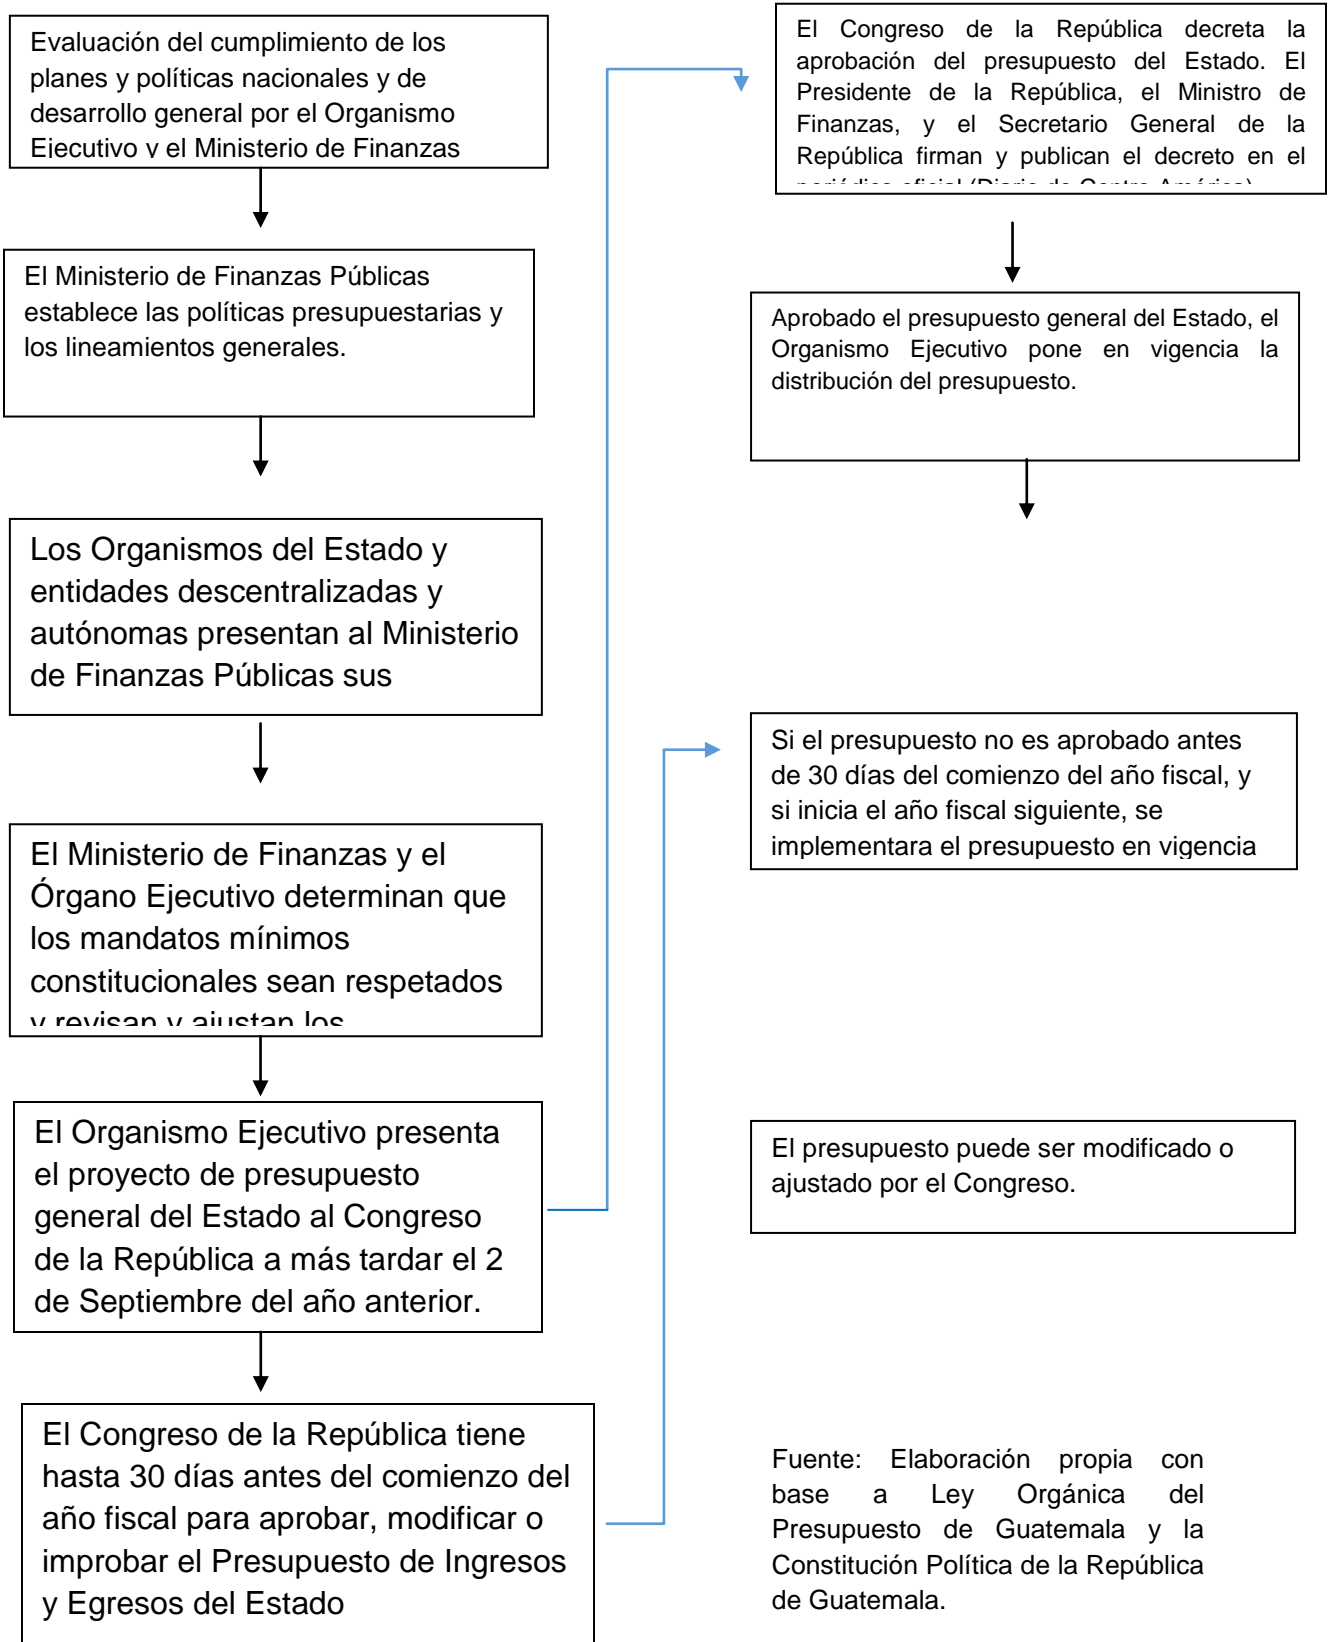 Evaluación del cumplimiento de los
planes y políticas nacionales y de
desarrollo general por el Organismo
Ejecutivo y el Ministerio de Finanzas
El Ministerio de Finanzas Públicas
establece las políticas presupuestarias y
los lineamientos generales.
Los Organismos del Estado y
entidades descentralizadas y
autónomas presentan al Ministerio
de Finanzas Públicas sus
El Ministerio de Finanzas y el
Órgano Ejecutivo determinan que
los mandatos mínimos
constitucionales sean respetados
y revisan y ajustan los
El Organismo Ejecutivo presenta
el proyecto de presupuesto
general del Estado al Congreso
de la República a más tardar el 2
de Septiembre del año anterior.
El Congreso de la República tiene
hasta 30 días antes del comienzo del
año fiscal para aprobar, modificar o
improbar el Presupuesto de Ingresos
y Egresos del Estado
El Congreso de la República decreta la
aprobación del presupuesto del Estado. El
Presidente de la República, el Ministro de
Finanzas, y el Secretario General de la
República firman y publican el decreto en el
periódico oficial (Diario de Centro América)
Aprobado el presupuesto general del Estado, el
Organismo Ejecutivo pone en vigencia la
distribución del presupuesto.
Si el presupuesto no es aprobado antes
de 30 días del comienzo del año fiscal, y
si inicia el año fiscal siguiente, se
implementara el presupuesto en vigencia
El presupuesto puede ser modificado o
ajustado por el Congreso.
Fuente: Elaboración propia con
base a Ley Orgánica del
Presupuesto de Guatemala y la
Constitución Política de la República
de Guatemala.